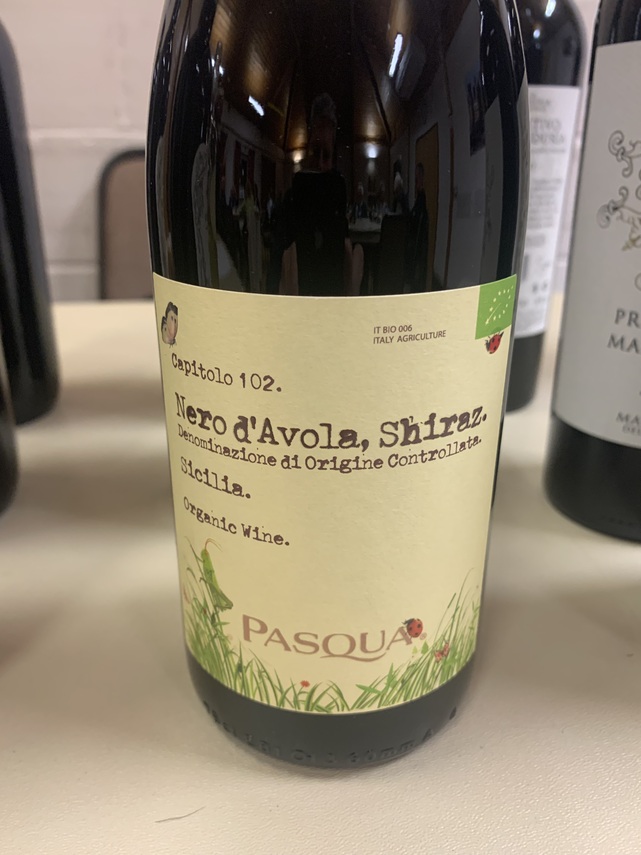 IT BIO 006
ITALY AGRICULTURE
Capitolo 102.
Nero d'Avola, Shiraz.
Denominazione di Origine Controllata.
Sicilia.
Organic Wine.
PASQUA